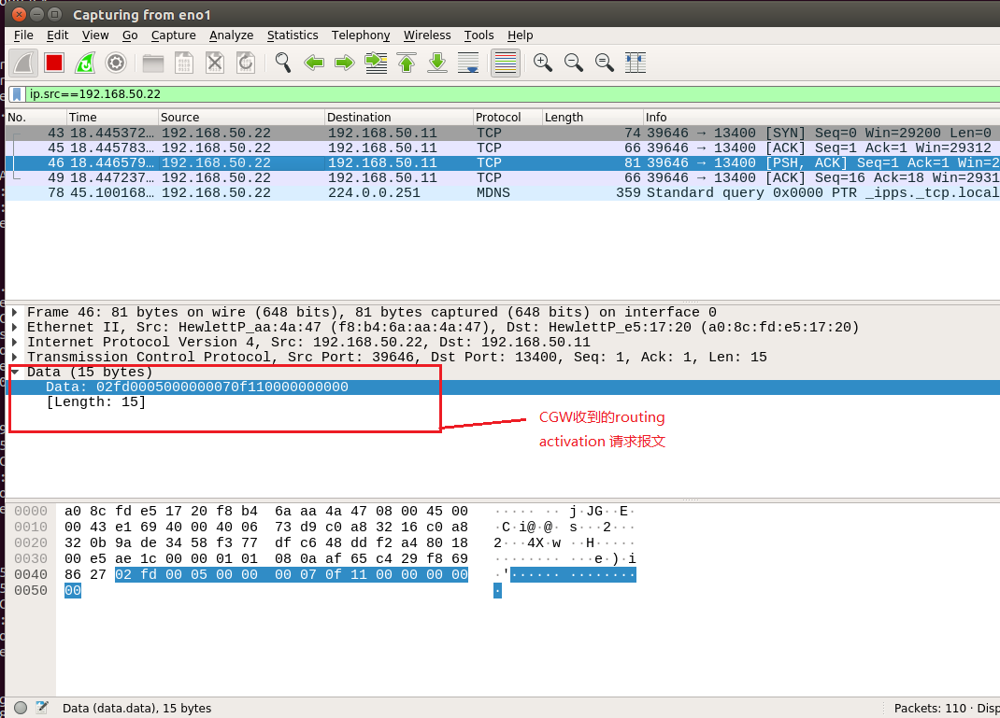 Capturing from eno1
File Edit View Go Capture Analyze Statistics Telephony Wireless Tools Help
ip.src==192.168.50.22
No. Time Source Destination Protocol Length Info
43 18.445372… 192.168.50.22 192.168.50.11 TCP 74 39646 → 13400 [SYN] Seq=0 Win=29200 Len=0
45 18.445783… 192.168.50.22 192.168.50.11 TCP 66 39646 → 13400 [ACK] Seq=1 Ack=1 Win=29312
46 18.446579… 192.168.50.22 192.168.50.11 TCP 81 39646 → 13400 [PSH, ACK] Seq=1 Ack=1 Win=2
49 18.447237… 192.168.50.22 192.168.50.11 TCP 66 39646 → 13400 [ACK] Seq=16 Ack=18 Win=2931
78 45.100168… 192.168.50.22 224.0.0.251 MDNS 359 Standard query 0x0000 PTR _ipps._tcp.local
Frame 46: 81 bytes on wire (648 bits), 81 bytes captured (648 bits) on interface 0
Ethernet II, Src: HewlettP_aa:4a:47 (f8:b4:6a:aa:4a:47), Dst: HewlettP_e5:17:20 (a0:8c:fd:e5:17:20)
Internet Protocol Version 4, Src: 192.168.50.22, Dst: 192.168.50.11
Transmission Control Protocol, Src Port: 39646, Dst Port: 13400, Seq: 1, Ack: 1, Len: 15
Data (15 bytes)
Data: 02fd0005000000070f110000000000
[Length: 15]
CGW收到的routing
activation 请求报文
0000 a0 8c fd e5 17 20 f8 b4 6a aa 4a 47 08 00 45 00 ····· ·· j·JG··E·
0010 00 43 e1 69 40 00 40 06 73 d9 c0 a8 32 16 c0 a8 ·C·i@·@· s···2···
0020 32 0b 9a de 34 58 f3 77 df c6 48 dd f2 a4 80 18 2···4X·w ··H·····
0030 00 e5 ae 1c 00 00 01 01 08 0a af 65 c4 29 f8 69 ········ ···e·)·i
0040 86 27 02 fd 00 05 00 00 00 07 0f 11 00 00 00 00 ·'······ ········
0050 00 ·
Data (data.data), 15 bytes
Packets: 110 · Disp